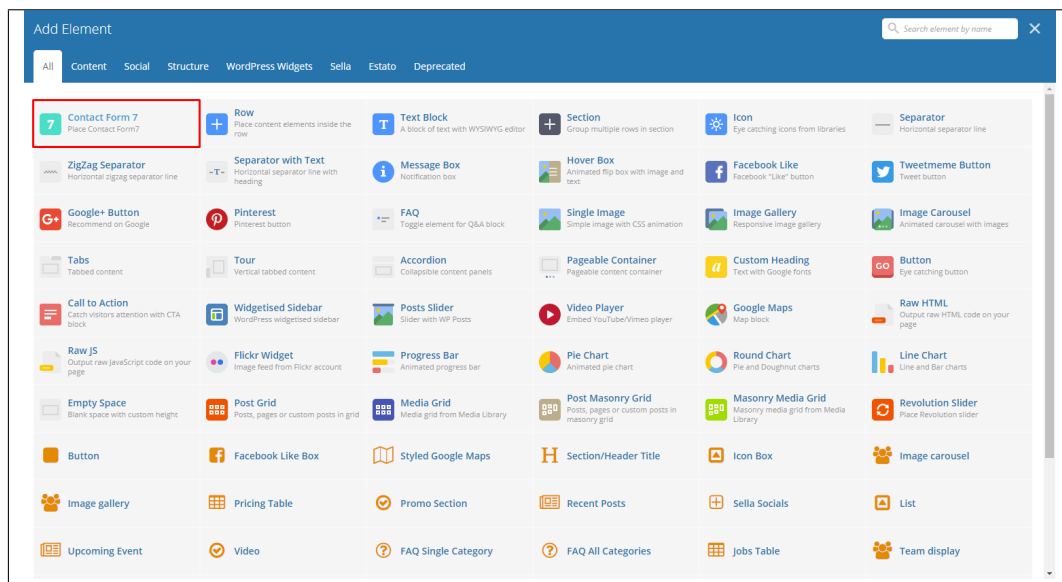 Add Element
Search element by name
All Content Social Structure WordPress Widgets Sella Estato Deprecated
7 Contact Form 7
Place Contact Form7
Row
Place content elements inside the
row
T Text Block
A block of text with WYSIWYG editor
Section
Group multiple rows in section
Icon
Eye catching icons from libraries
Separator
Horizontal separator line
ZigZag Separator
Horizontal zigzag separator line
-T- Separator with Text
Horizontal separator line with
heading
i Message Box
Notification box
Hover Box
Animated flip box with image and
text
f Facebook Like
Facebook "Like" button
Tweetmeme Button
Tweet button
G+ Google+ Button
Recommend on Google
Pinterest
Pinterest button
FAQ
Toggle element for Q&A block
Single Image
Simple image with CSS animation
Image Gallery
Responsive image gallery
Image Carousel
Animated carousel with images
Tabs
Tabbed content
Tour
Vertical tabbed content
Accordion
Collapsible content panels
Pageable Container
Pageable content container
a Custom Heading
Text with Google fonts
GO Button
Eye catching button
Call to Action
Catch visitors attention with CTA
block
Widgetised Sidebar
WordPress widgetised sidebar
Posts Slider
Slider with WP Posts
Video Player
Embed YouTube/Vimeo player
Google Maps
Map block
Raw HTML
Output raw HTML code on your
page
Raw JS
Output raw JavaScript code on your
page
Flickr Widget
Image feed from Flickr account
Progress Bar
Animated progress bar
Pie Chart
Animated pie chart
Round Chart
Pie and Doughnut charts
Line Chart
Line and Bar charts
Empty Space
Blank space with custom height
Post Grid
Posts, pages or custom posts in grid
Media Grid
Media grid from Media Library
Post Masonry Grid
Posts, pages or custom posts in
masonry grid
Masonry Media Grid
Masonry media grid from Media
Library
Revolution Slider
Place Revolution slider
Button
f Facebook Like Box
Styled Google Maps
H Section/Header Title
Icon Box
Image carousel
Image gallery
Pricing Table
Promo Section
Recent Posts
Sella Socials
List
Upcoming Event
Video
? FAQ Single Category
? FAQ All Categories
Jobs Table
Team display